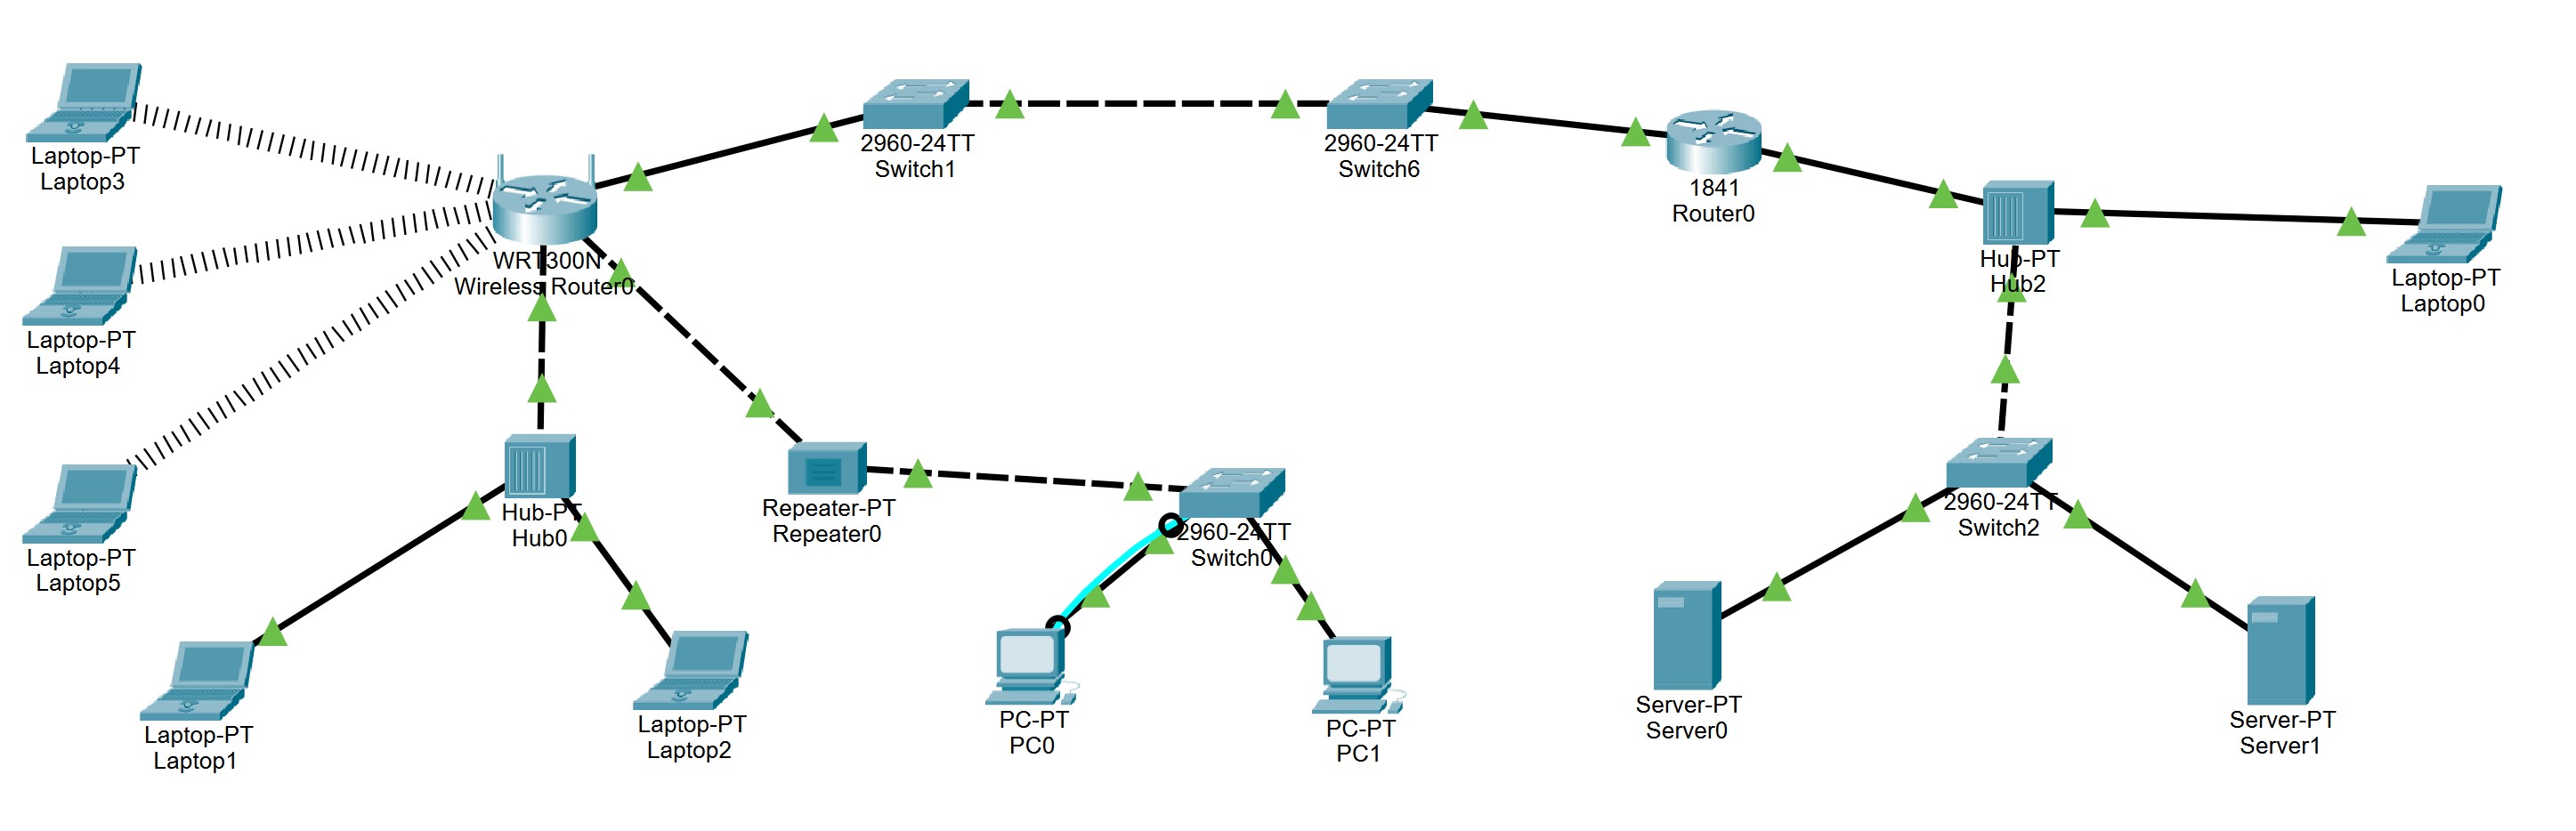 Laptop-PT
Laptop3
2960-24TT
Switch1
2960-24TT
Switch6
1841
Router0
Laptop-PT
Laptop4
WRT300N
Wireless Router0
Hub-PT
Hub2
Laptop-PT
Laptop0
Laptop-PT
Laptop5
Hub-PT
Hub0
Repeater-PT
Repeater0
2960-24TT
Switch0
2960-24TT
Switch2
Laptop-PT
Laptop1
Laptop-PT
Laptop2
PC-PT
PC0
PC-PT
PC1
Server-PT
Server0
Server-PT
Server1